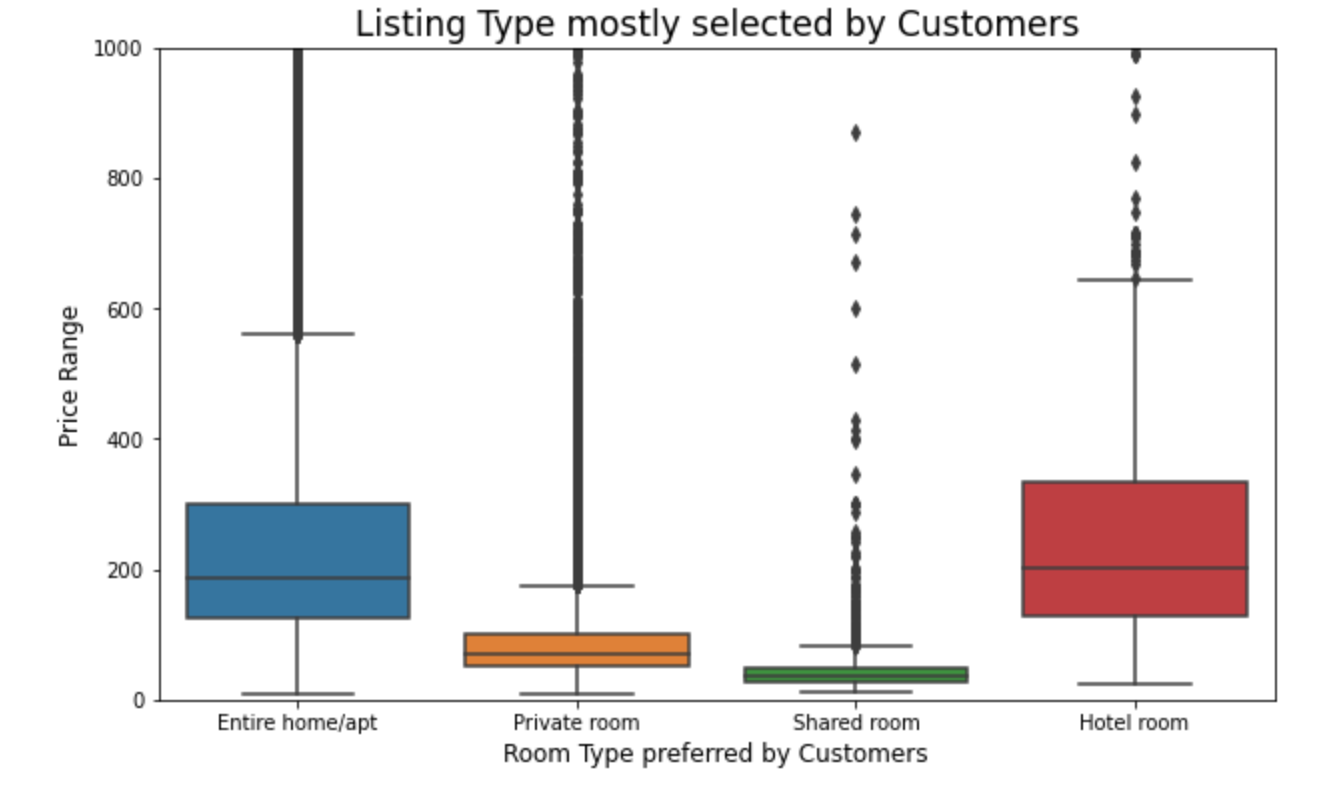 Listing Type mostly selected by Customers
1000
800
600
400
200
0
Price Range
Entire home/apt Private room Shared room Hotel room
Room Type preferred by Customers